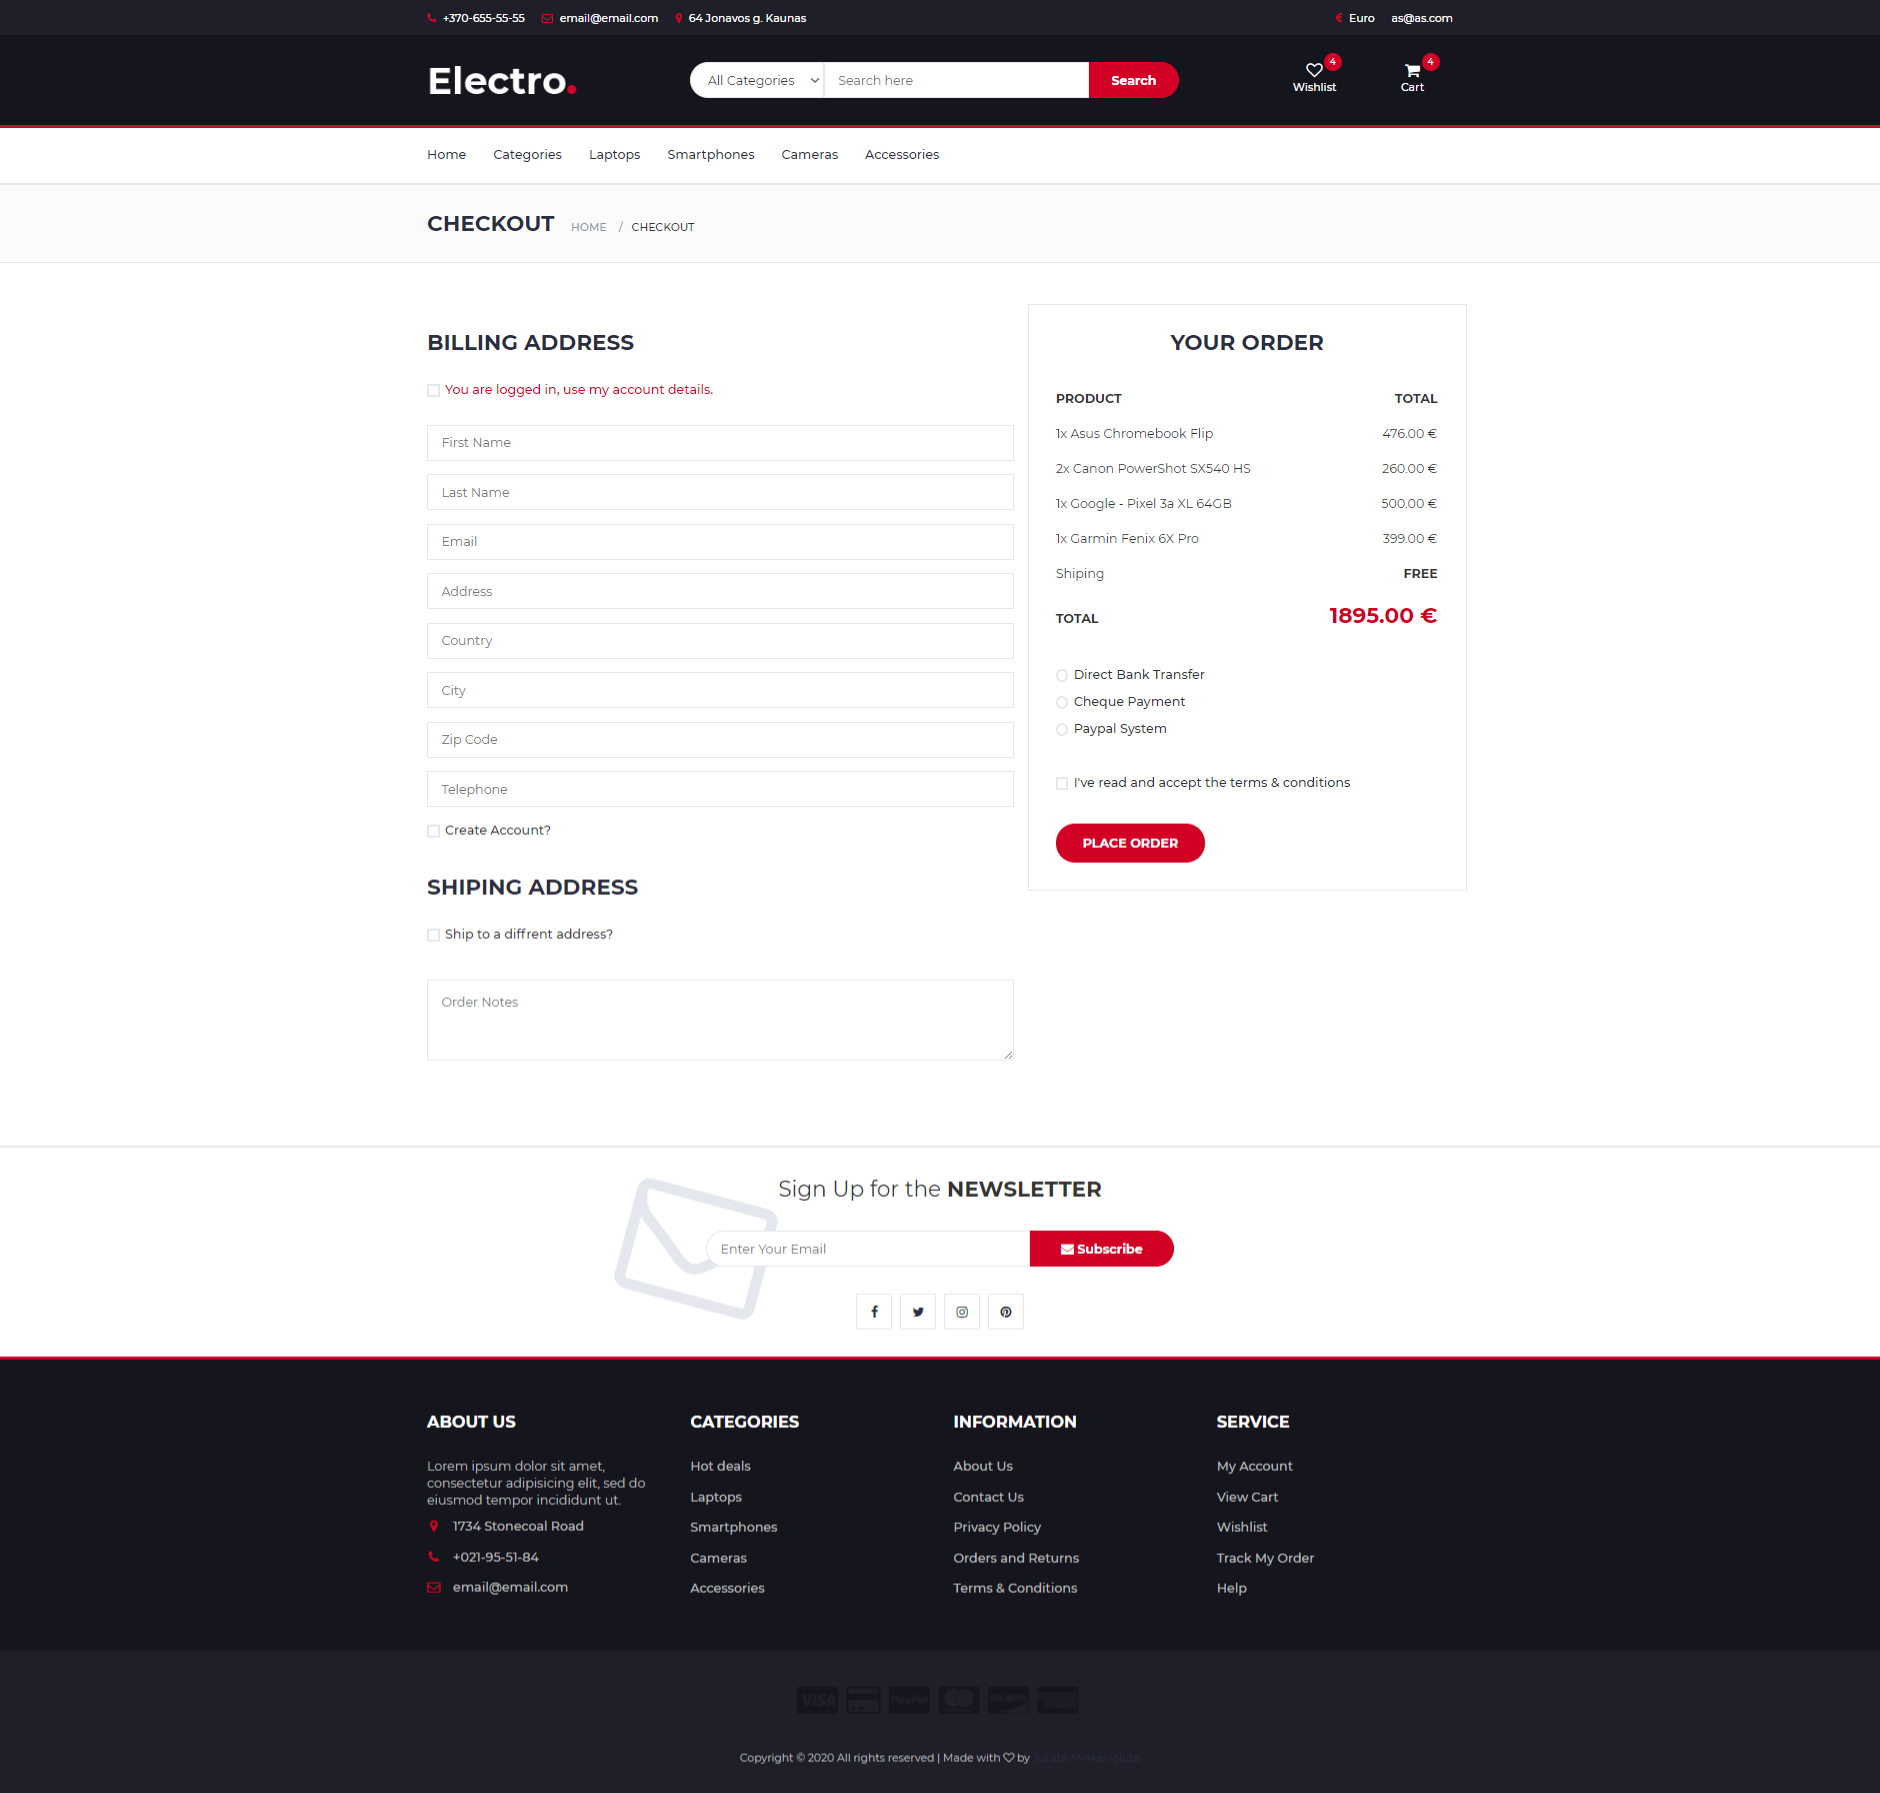 +370-655-55-55 email@email.com 64 Jonavos g. Kaunas € Euro as@as.com
Electro. All Categories Search here Search 4 Wishlist 4 Cart
Home Categories Laptops Smartphones Cameras Accessories
CHECKOUT HOME / CHECKOUT
BILLING ADDRESS
You are logged in, use my account details.
First Name
Last Name
Email
Address
Country
City
Zip Code
Telephone
Create Account?
SHIPING ADDRESS
Ship to a diffrent address?
Order Notes
YOUR ORDER
PRODUCT TOTAL
1x Asus Chromebook Flip 476.00 €
2x Canon PowerShot SX540 HS 260.00 €
1x Google - Pixel 3a XL 64GB 500.00 €
1x Garmin Fenix 6X Pro 399.00 €
Shiping FREE
TOTAL 1895.00 €
Direct Bank Transfer
Cheque Payment
Paypal System
I've read and accept the terms & conditions
PLACE ORDER
Sign Up for the NEWSLETTER
Enter Your Email Subscribe
ABOUT US
Lorem ipsum dolor sit amet,
consectetur adipisicing elit, sed do
eiusmod tempor incididunt ut.
1734 Stonecoal Road
+021-95-51-84
email@email.com
CATEGORIES
Hot deals
Laptops
Smartphones
Cameras
Accessories
INFORMATION
About Us
Contact Us
Privacy Policy
Orders and Returns
Terms & Conditions
SERVICE
My Account
View Cart
Wishlist
Track My Order
Help
VISA PayPal DISCOVER
Copyright © 2020 All rights reserved | Made with by